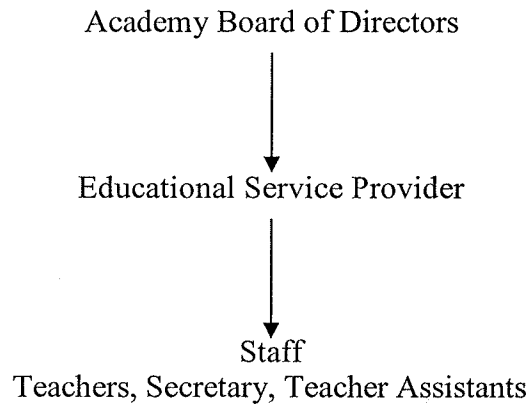 Academy Board of Directors
Educational Service Provider
Staff
Teachers, Secretary, Teacher Assistants